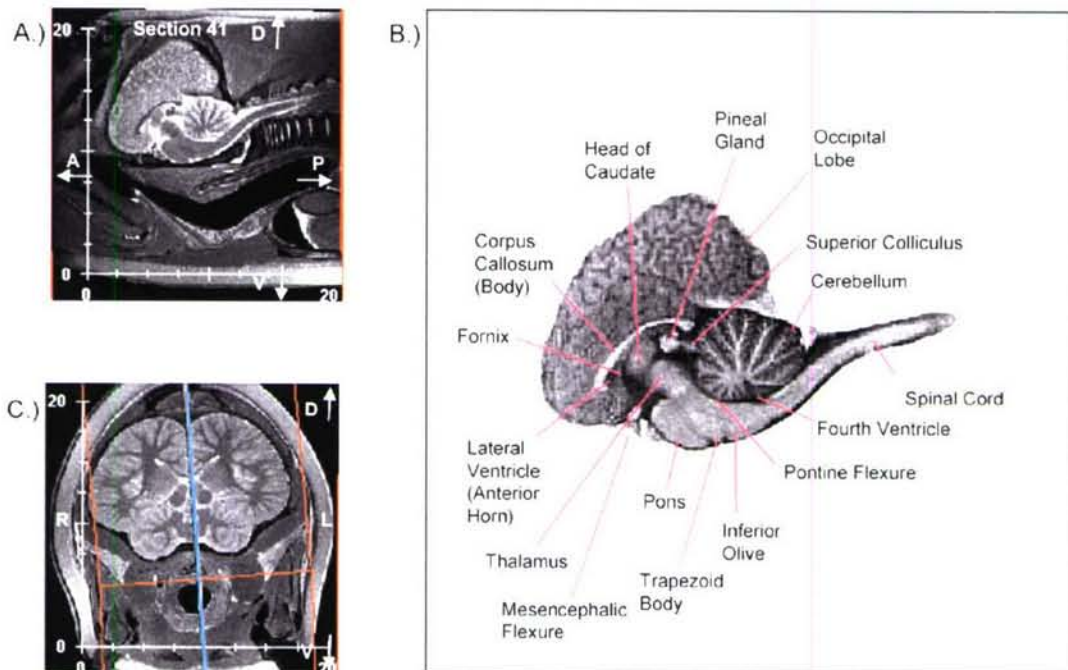 A.)
20
Section 41
D
A
P
0
V
0
20
B.)
Pineal
Gland
Occipital
Lobe
Head of
Caudate
Corpus
Callosum
(Body)
Superior Colliculus
Cerebellum
Fornix
Spinal Cord
Fourth Ventricle
Lateral
Ventricle
(Anterior
Horn)
Pontine Flexure
Pons
Inferior
Olive
Thalamus
Trapezoid
Body
Mesencephalic
Flexure
C.)
20
D
R
L
0
V
0
20